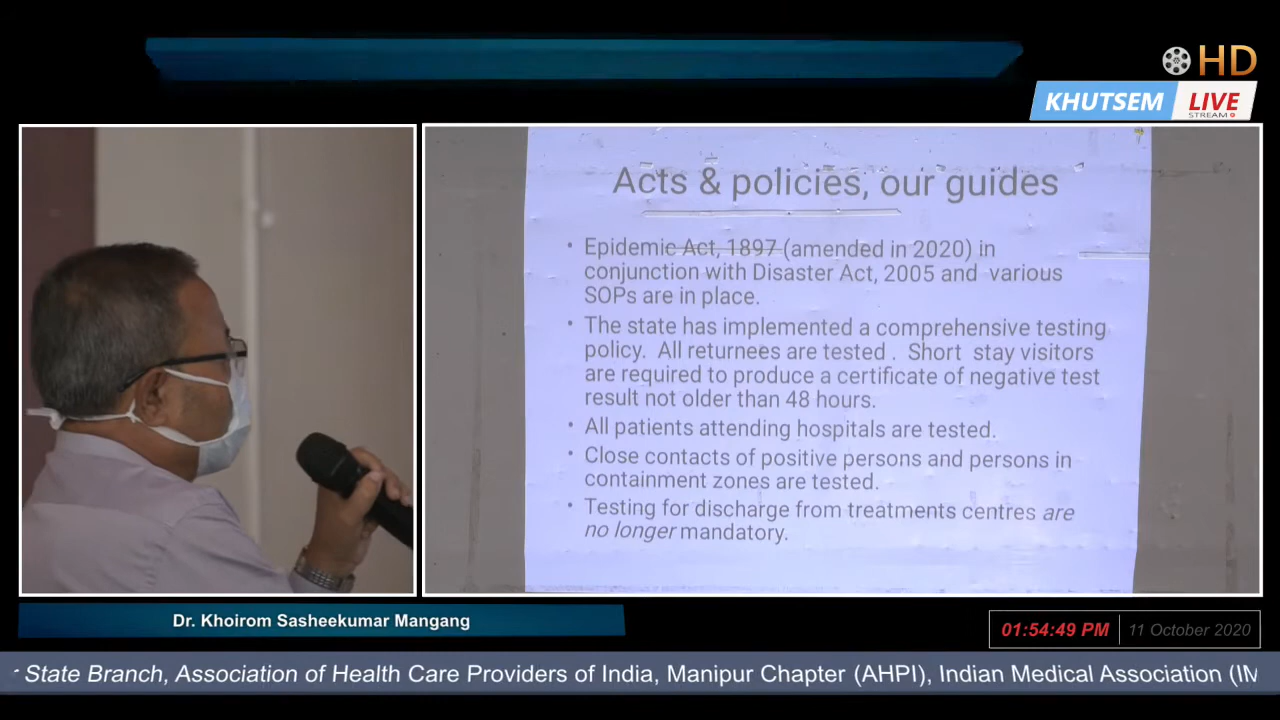 HD
KHUTSEM LIVE
STREAM
Acts & policies, our guides
• Epidemic Act, 1897 (amended in 2020) in
conjunction with Disaster Act, 2005 and various
SOPs are in place.
• The state has implemented a comprehensive testing
policy. All returnees are tested . Short stay visitors
are required to produce a certificate of negative test
result not older than 48 hours.
• All patients attending hospitals are tested.
• Close contacts of positive persons and persons in
containment zones are tested.
• Testing for discharge from treatments centres are
no longer mandatory.
Dr. Khoirom Sasheekumar Mangang
01:54:49 PM 11 October 2020
State Branch, Association of Health Care Providers of India, Manipur Chapter (AHPI), Indian Medical Association (IM